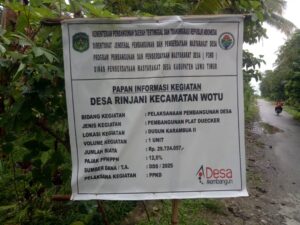 KEMENTERIAN PEMBANGUNAN DAERAH TERTINGGAL DAN TRANSMIGRASI REPUBLIK INDONESIA
DIREKTORAT JENDERAL PEMBANGUNAN DAN PEMBERDAYAAN MASYARAKAT DESA
PROGRAM PEMBANGUNAN DAN PEMBERDAYAAN MASYARAKAT DESA
DINAS PEMBERDAYAAN MASYARAKAT DESA KABUPATEN LUWU TIMUR
PAPAN INFORMASI KEGIATAN
DESA RINJANI KECAMATAN WOTU
BIDANG KEGIATAN : PELAKSANAAN PEMBANGUNAN DESA
JENIS KEGIATAN : PEMBANGUNAN PLAT DUECKER
LOKASI KEGIATAN : DUSUN KARAMBUA II
VOLUME KEGIATAN : 1 UNIT
JUMLAH BIAYA : Rp.
PAJAK PPN/PPH :
SUMBER DANA / T.A. :
PELAKSANA KEGIATAN : PPKD
Desa
Membangun